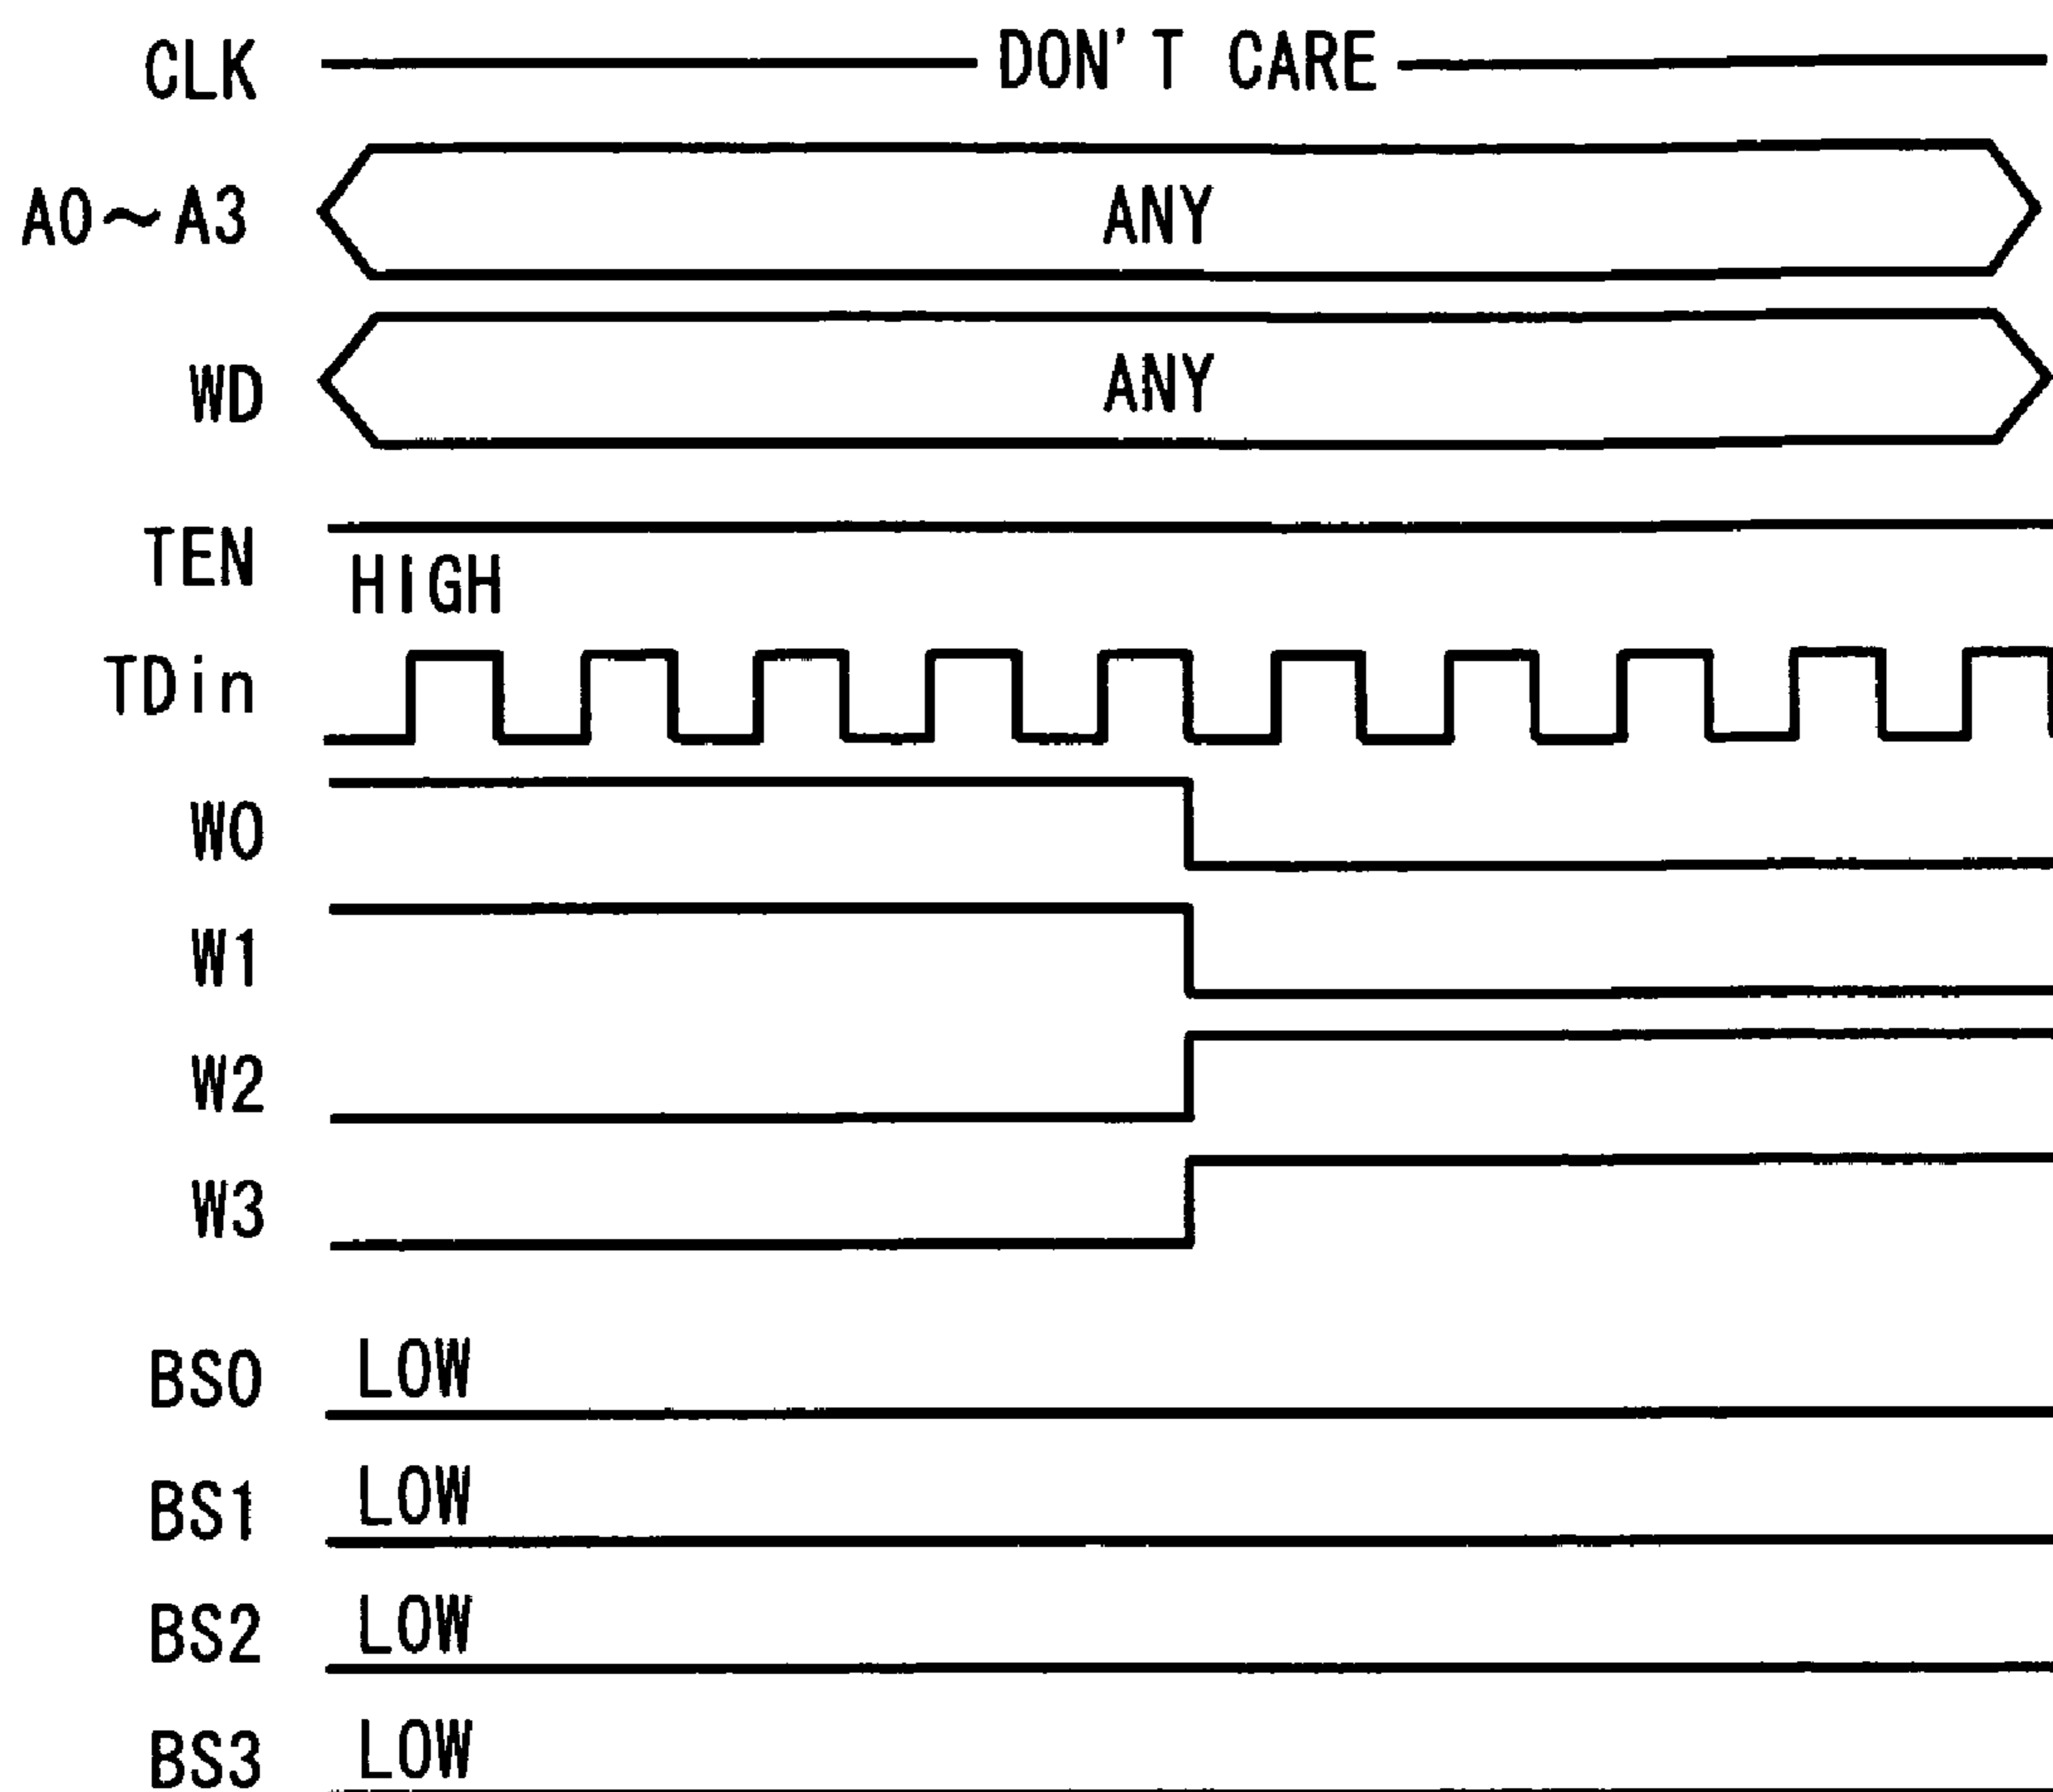 CLK DON'T CARE
A0～A3 ANY
WD ANY
TEN
HIGH
TDin
W0
W1
W2
W3
BS0 LOW
BS1 LOW
BS2 LOW
BS3 LOW